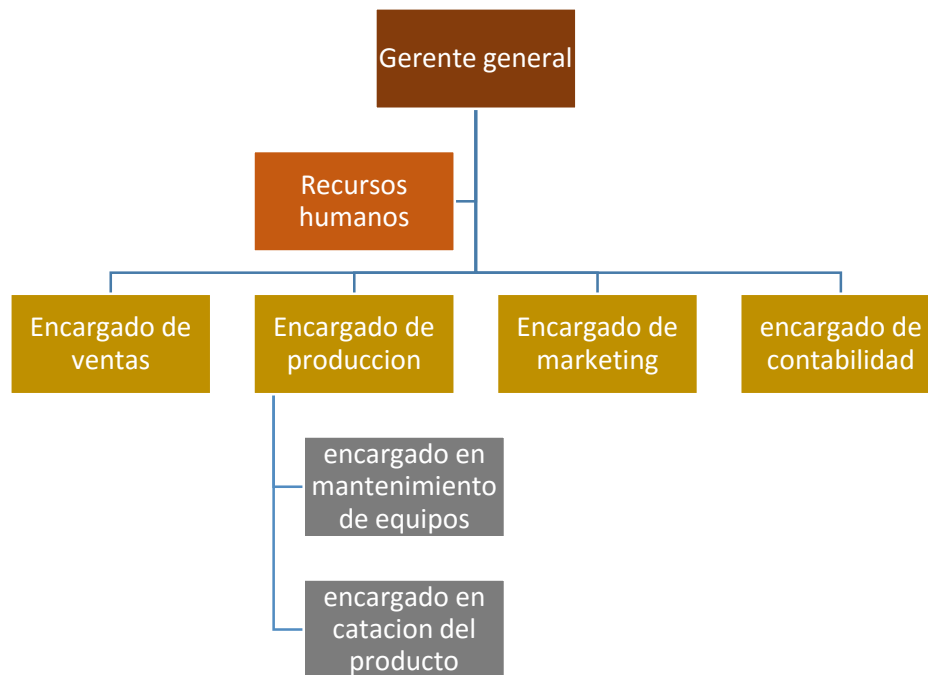 Gerente general
Recursos
humanos
Encargado de
ventas
Encargado de
produccion
Encargado de
marketing
encargado de
contabilidad
encargado en
mantenimiento
de equipos
encargado en
catacion del
producto